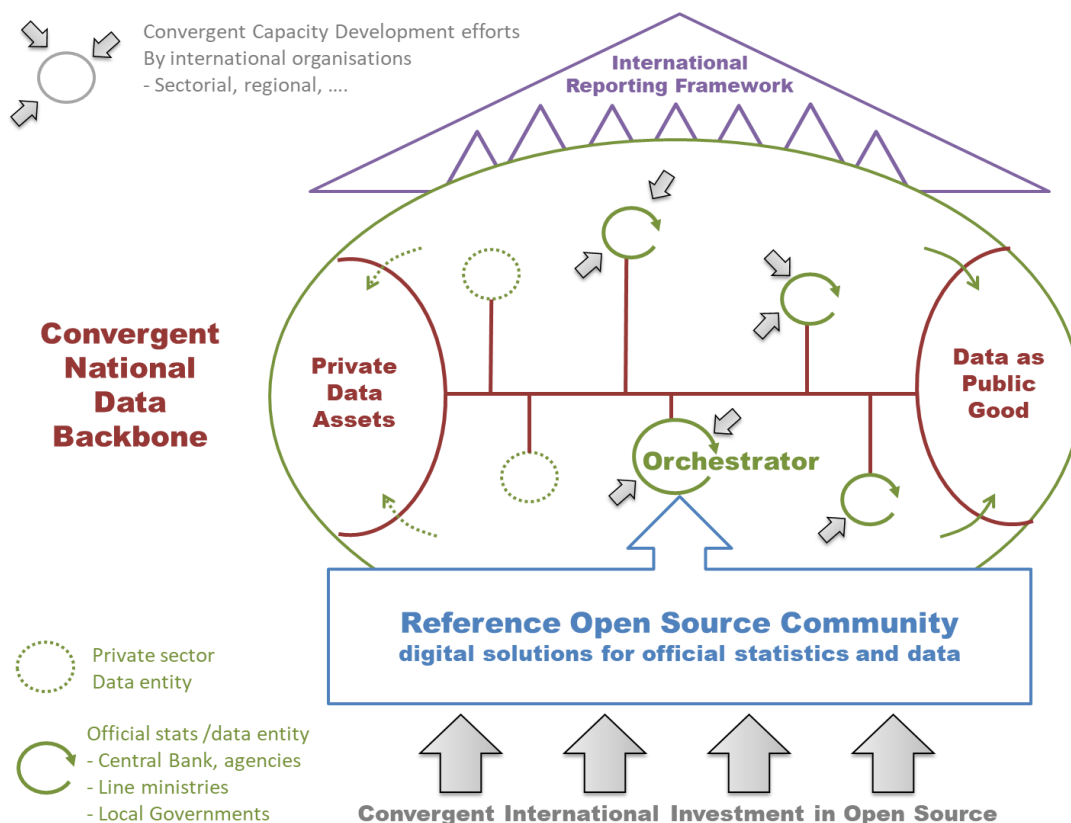 Convergent Capacity Development efforts
By international organisations
- Sectorial, regional, ....
International
Reporting Framework
Convergent
National
Data
Backbone
Private
Data
Assets
Data as
Public
Good
Orchestrator
Reference Open Source Community
digital solutions for official statistics and data
Private sector
Data entity
Official stats /data entity
- Central Bank, agencies
- Line ministries
- Local Governments
Convergent International Investment in Open Source